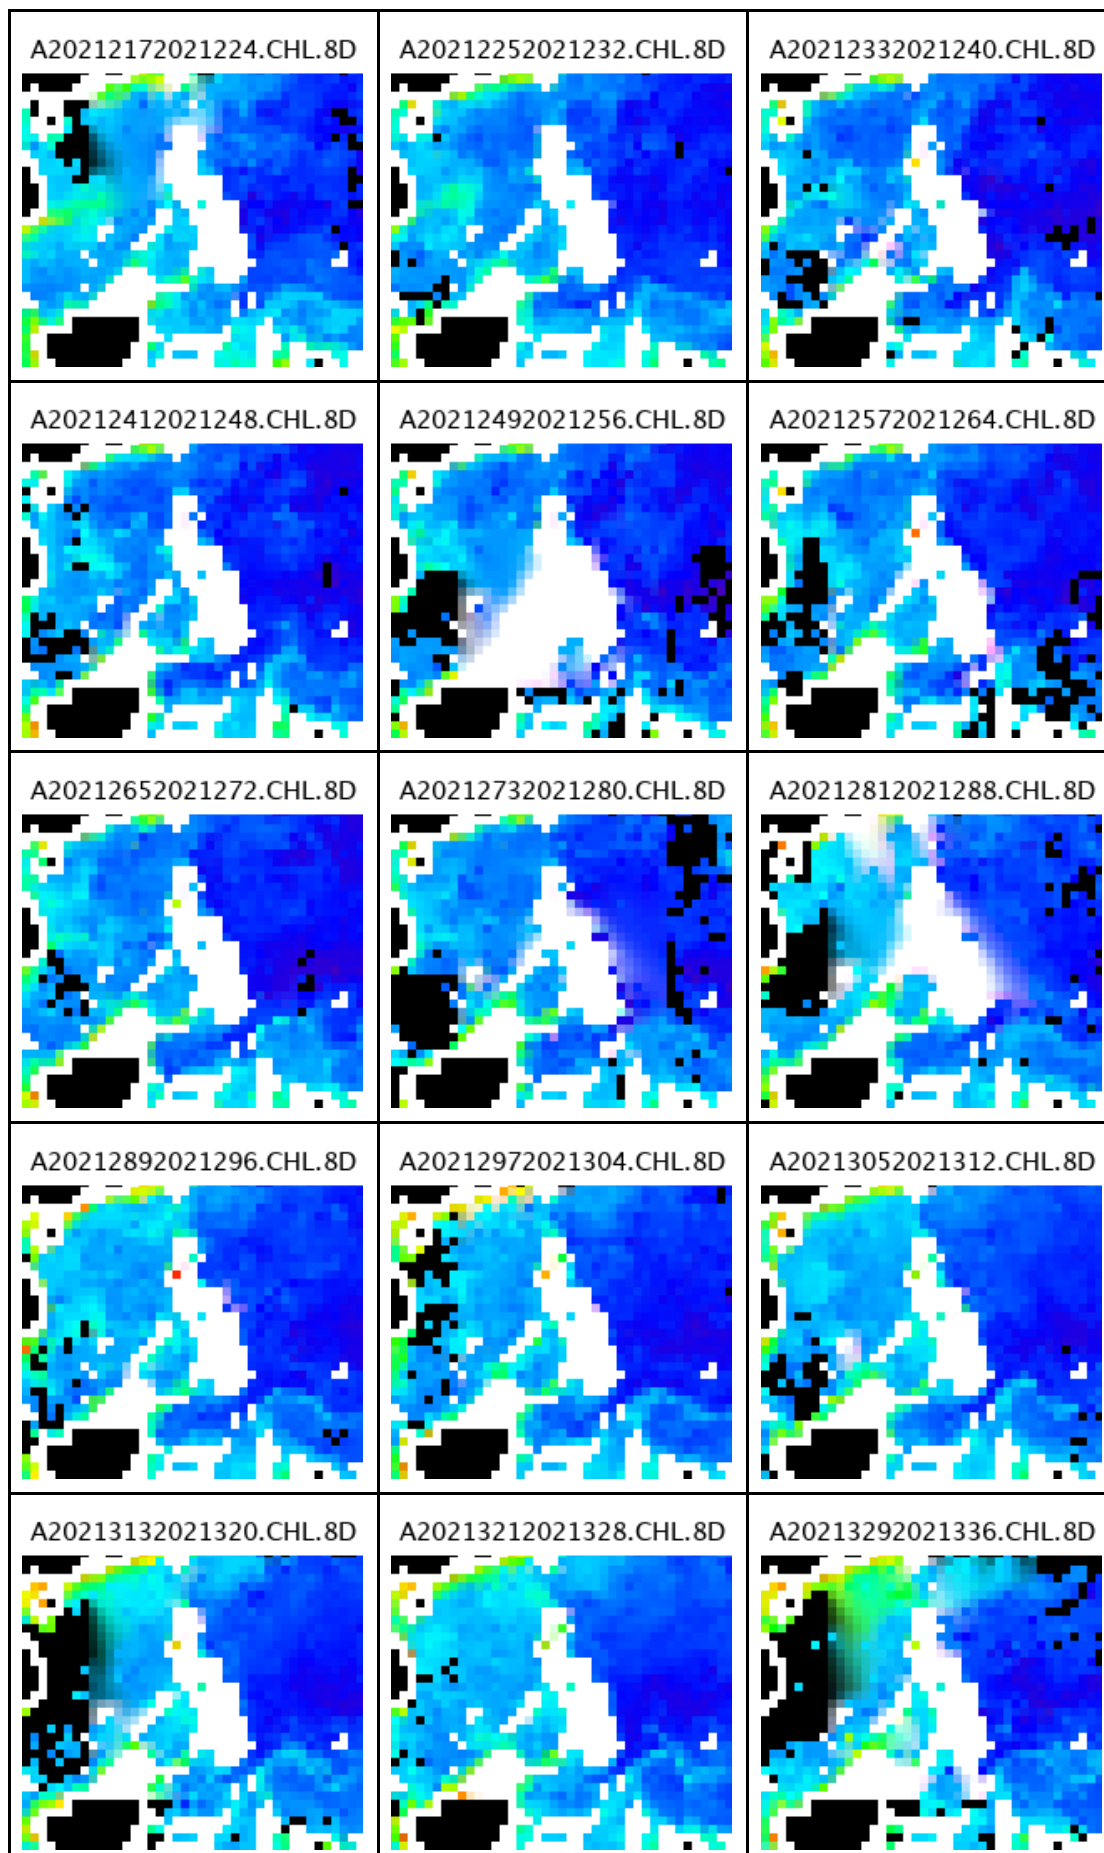 A20212172021224.CHL.8D
A20212252021232.CHL.8D
A20212332021240.CHL.8D
A20212412021248.CHL.8D
A20212492021256.CHL.8D
A20212572021264.CHL.8D
A20212652021272.CHL.8D
A20212732021280.CHL.8D
A20212812021288.CHL.8D
A20212892021296.CHL.8D
A20212972021304.CHL.8D
A20213052021312.CHL.8D
A20213132021320.CHL.8D
A20213212021328.CHL.8D
A20213292021336.CHL.8D